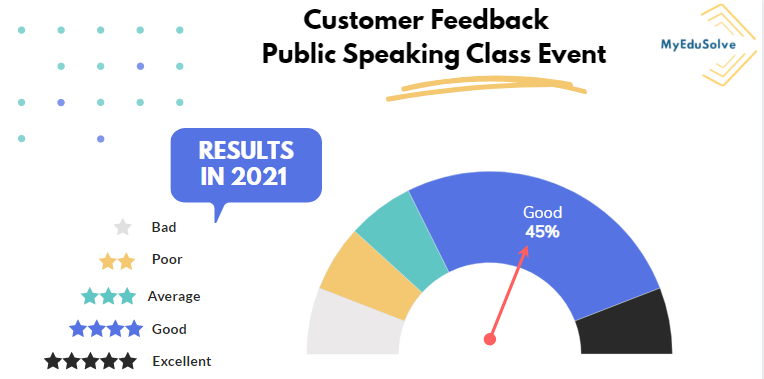 Customer Feedback
Public Speaking Class Event
MyEduSolve
RESULTS
IN 2021
Bad
Poor
Average
Good
Excellent
Good
45%